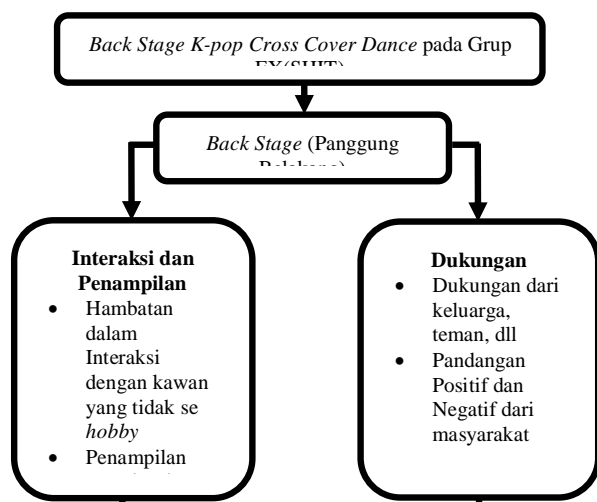 Back Stage K-pop Cross Cover Dance pada Grup
Back Stage (Panggung
Interaksi dan
Penampilan
• Hambatan
dalam
Interaksi
dengan kawan
yang tidak se
hobby
• Penampilan
Dukungan
• Dukungan dari
keluarga,
teman, dll
• Pandangan
Positif dan
Negatif dari
masyarakat